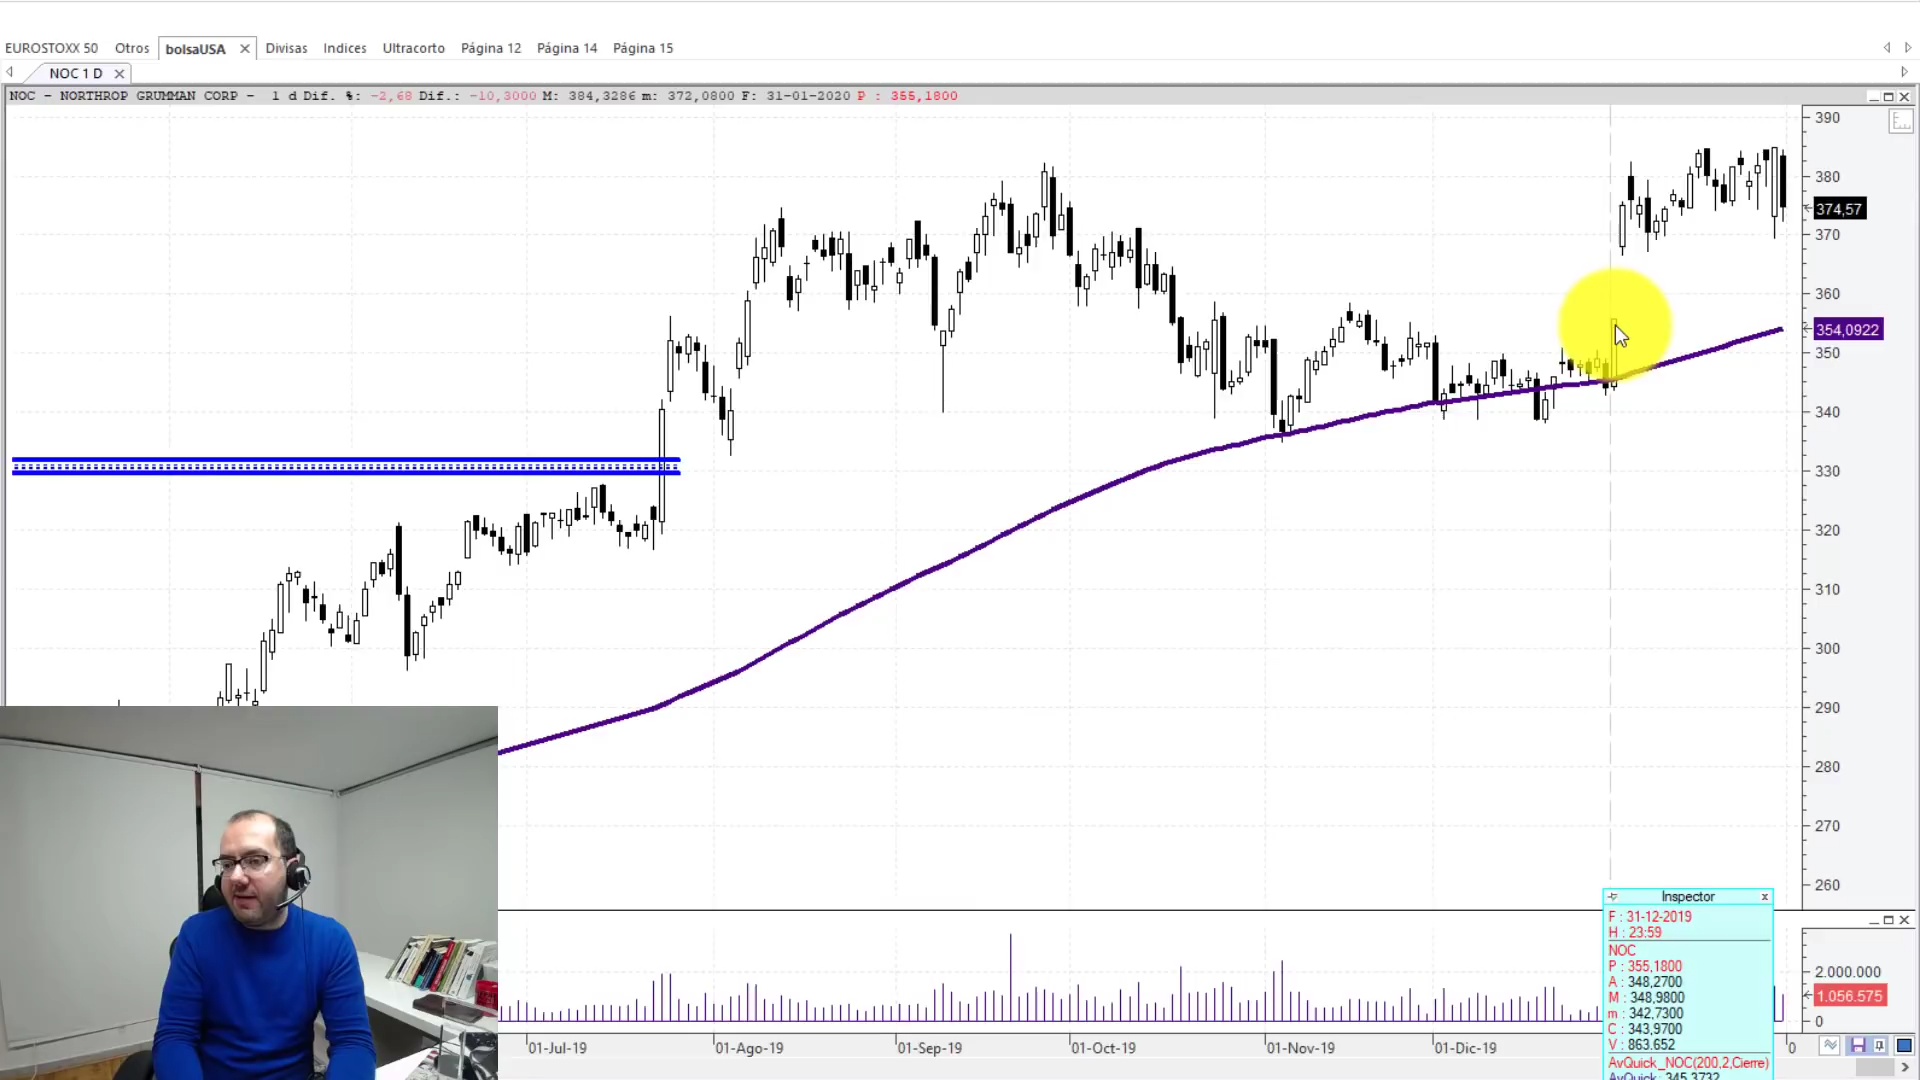 EUROSTOXX 50 Otros bolsaUSA Divisas Indices Ultracorto Página 12 Página 14 Página 15
NOC 1 D
NOC - NORTHROP GRUMMAN CORP - 1 d Dif. %: -2,68 Dif.: -10,3000 M: 384,3286 m: 372,0800 F: 31-01-2020 P : 355,1800
390
380
374,57
370
360
354,0922
350
340
330
320
310
300
290
280
270
260
Inspector
F : 31-12-2019
H : 23:59
NOC
P : 355,1800
A : 348,2700
M : 348,9800
m : 342,7300
C : 343,9700
V : 863.652
AvQuick_NOC(200,2,Cierre)
AvQuick: 345,3732
2.000.000
1.056.575
0
01-Jul-19 01-Ago-19 01-Sep-19 01-Oct-19 01-Nov-19 01-Dic-19 0